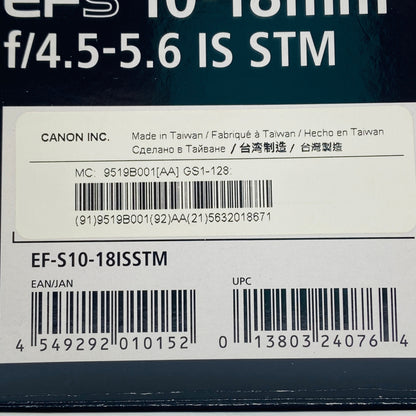 EFS 10-18mm
f/4.5-5.6 IS STM
CANON INC. Made in Taiwan / Fabriqué à Taiwan / Hecho en Taiwan
Сделано в Тайване / 台湾制造 / 台灣製造
MC: 9519B001[AA] GS1-128:
(91)9519B001(92)AA(21)5632018671
EF-S10-18ISSTM
EAN/JAN UPC
4 549292 010152 0 13803 24076 4